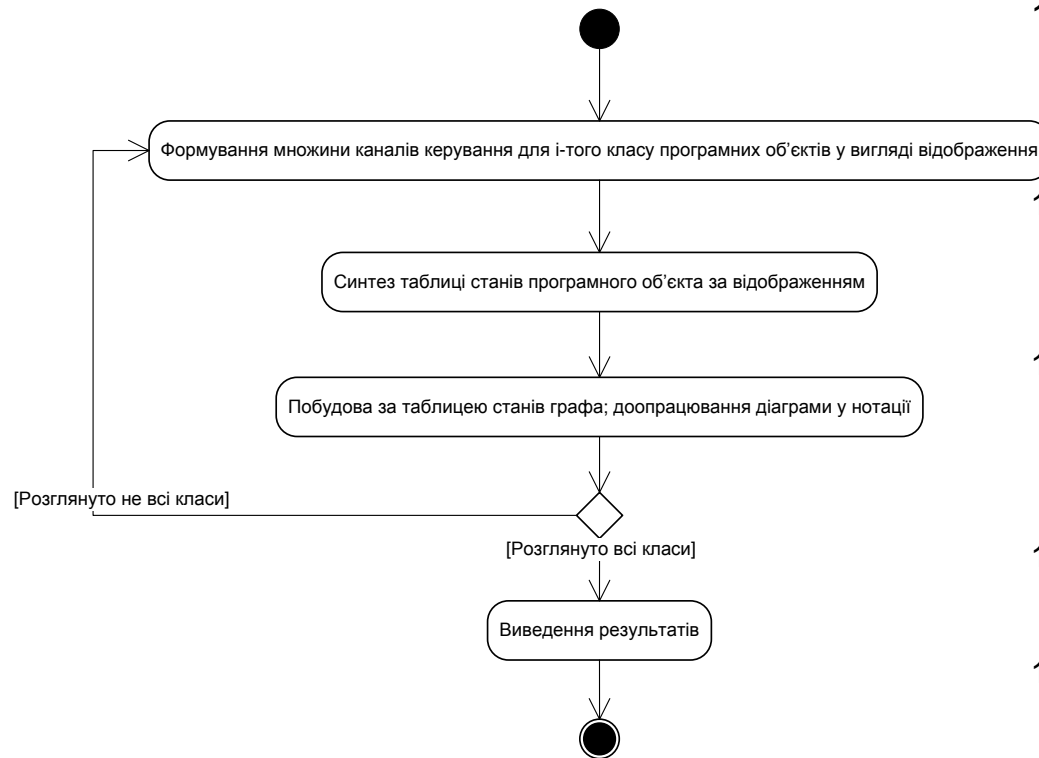 Формування множини каналів керування для і-того класу програмних об’єктів у вигляді відображення
Синтез таблиці станів програмного об’єкта за відображенням
Побудова за таблицею станів графа; доопрацювання діаграми у нотації
[Розглянуто не всі класи]
[Розглянуто всі класи]
Виведення результатів